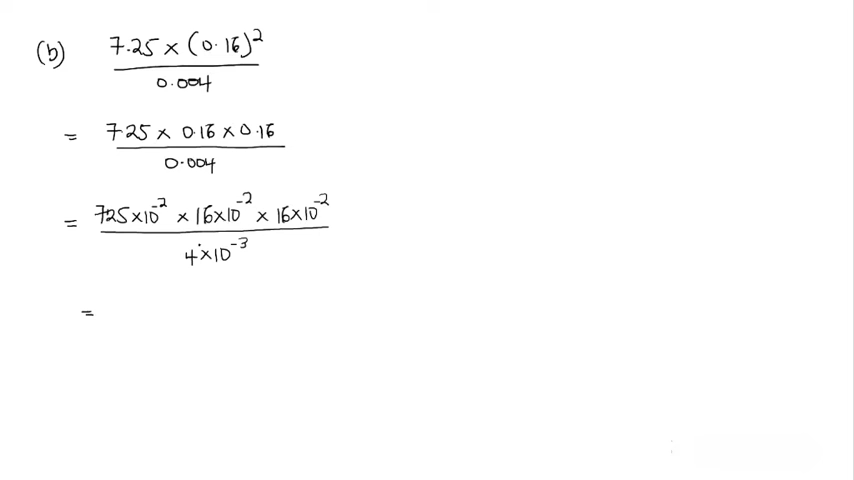 (b) 7.25 × (0.16)²
0.004
= 7.25 × 0.16 × 0.16
0.004
= 725×10⁻² × 16×10⁻² × 16×10⁻²
4×10⁻³
=